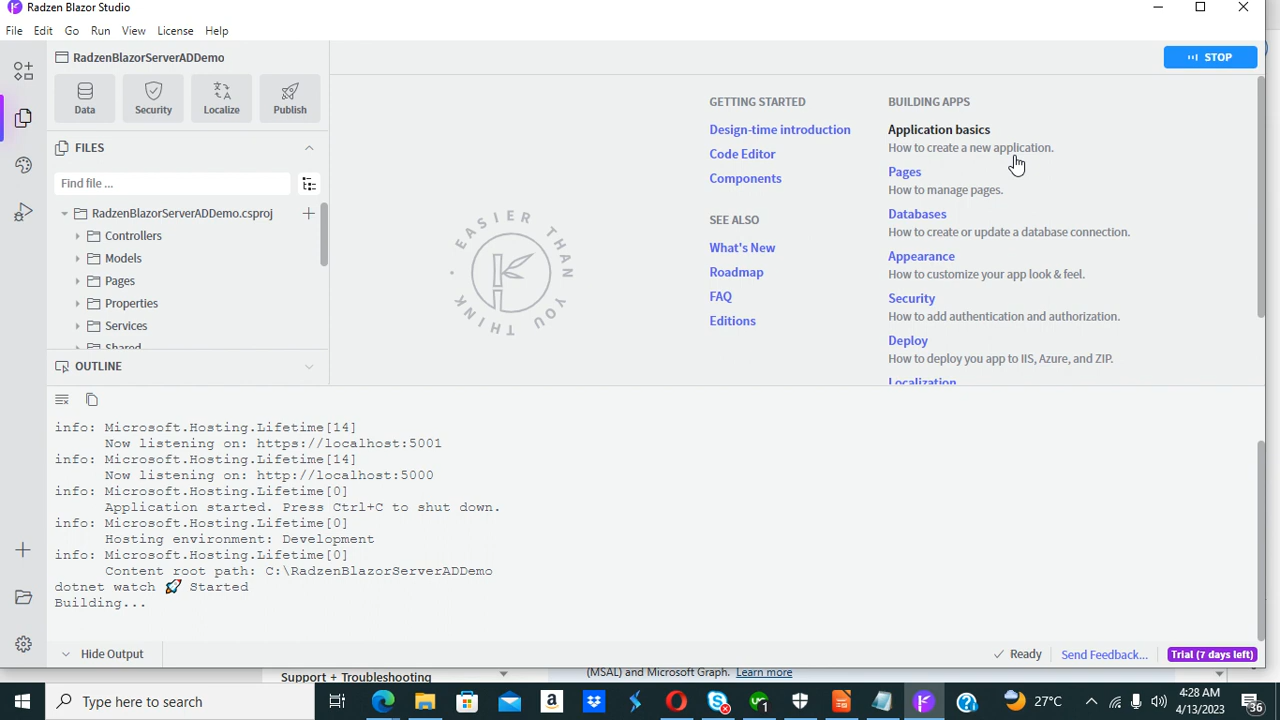 Radzen Blazor Studio
File Edit Go Run View License Help
RadzenBlazorServerADDemo
STOP
Data Security Localize Publish
FILES
Find file ...
RadzenBlazorServerADDemo.csproj
Controllers
Models
Pages
Properties
Services
Shared
OUTLINE
EASIER THAN YOU THINK
GETTING STARTED
Design-time introduction
Code Editor
Components
SEE ALSO
What's New
Roadmap
FAQ
Editions
BUILDING APPS
Application basics
How to create a new application.
Pages
How to manage pages.
Databases
How to create or update a database connection.
Appearance
How to customize your app look & feel.
Security
How to add authentication and authorization.
Deploy
How to deploy you app to IIS, Azure, and ZIP.
Localization
info: Microsoft.Hosting.Lifetime[14]
Now listening on: https://localhost:5001
info: Microsoft.Hosting.Lifetime[14]
Now listening on: http://localhost:5000
info: Microsoft.Hosting.Lifetime[0]
Application started. Press Ctrl+C to shut down.
info: Microsoft.Hosting.Lifetime[0]
Hosting environment: Development
info: Microsoft.Hosting.Lifetime[0]
Content root path: C:\RadzenBlazorServerADDemo
dotnet watch 🚀 Started
Building...
Hide Output
Ready Send Feedback... Trial (7 days left)
Support + Troubleshooting
(MSAL) and Microsoft Graph. Learn more
Type here to search
27°C
4:28 AM
4/13/2023
36